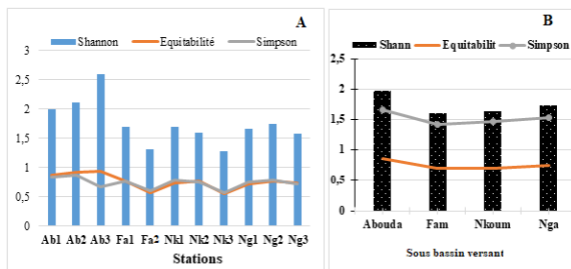 A
Shannon Equitabilité Simpson
3
2,5
2
1,5
1
0,5
0
Ab1 Ab2 Ab3 Fa1 Fa2 Nk1 Nk2 Nk3 Ng1 Ng2 Ng3
Stations
B
Shann Equitabilit Simpson
2,5
2
1,5
1
0,5
0
Abouda Fam Nkoum Nga
Sous bassin versant